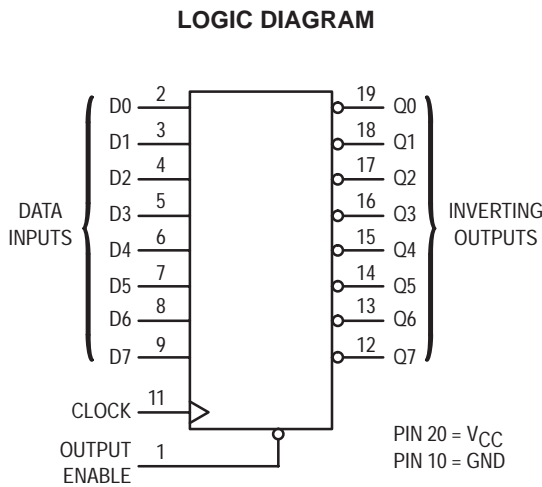 LOGIC DIAGRAM
D0 2 19 Q0
D1 3 18 Q1
D2 4 17 Q2
D3 5 16 Q3
D4 6 15 Q4
D5 7 14 Q5
D6 8 13 Q6
D7 9 12 Q7
DATA
INPUTS
INVERTING
OUTPUTS
CLOCK 11
OUTPUT
ENABLE 1
PIN 20 = VCC
PIN 10 = GND